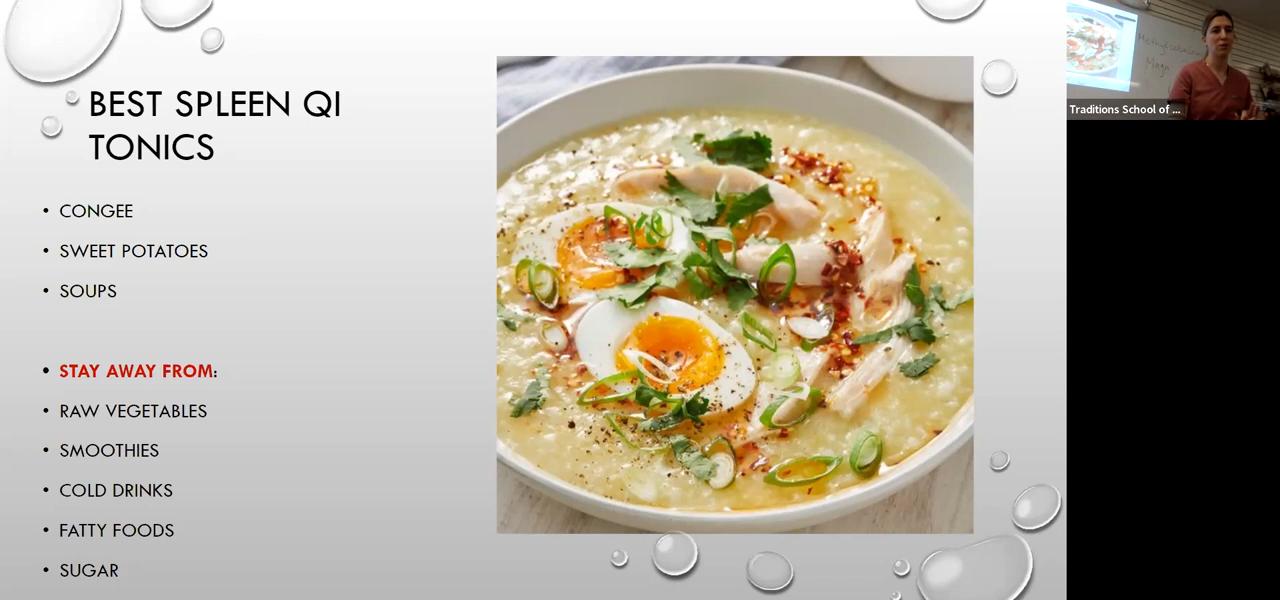 BEST SPLEEN QI
TONICS
• CONGEE
• SWEET POTATOES
• SOUPS
• STAY AWAY FROM:
• RAW VEGETABLES
• SMOOTHIES
• COLD DRINKS
• FATTY FOODS
• SUGAR
Traditions School of ...